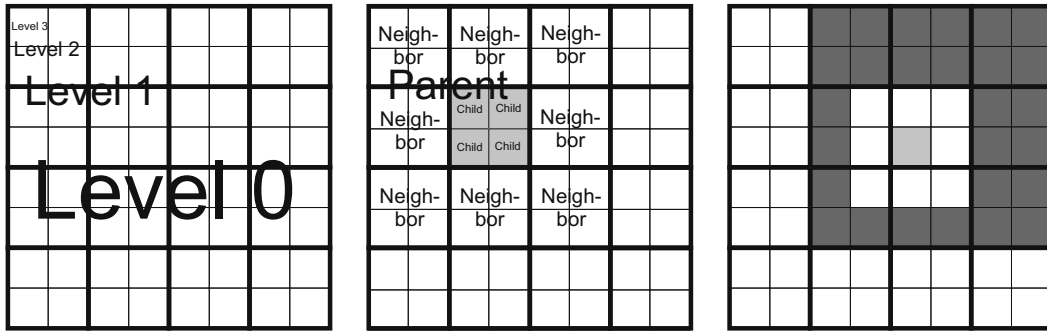 Level 3
Level 2
Level 1
Level 0
Neigh-
bor
Neigh-
bor
Neigh-
bor
Parent
Child Child
Neigh-
bor
Child Child
Neigh-
bor
Neigh-
bor
Neigh-
bor
Neigh-
bor